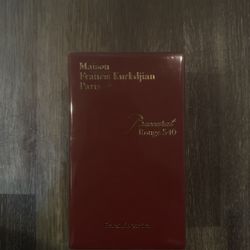 Maison
Francis Kurkdjian
Paris
Baccarat
Rouge 540